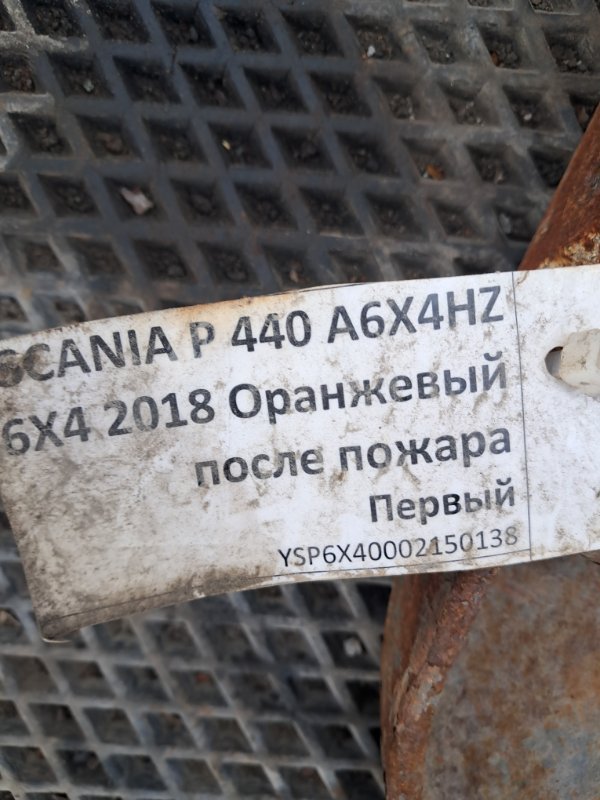 SCANIA P 440 A6X4HZ
6X4 2018 Оранжевый
после пожара
Первый
YSP6X40002150138